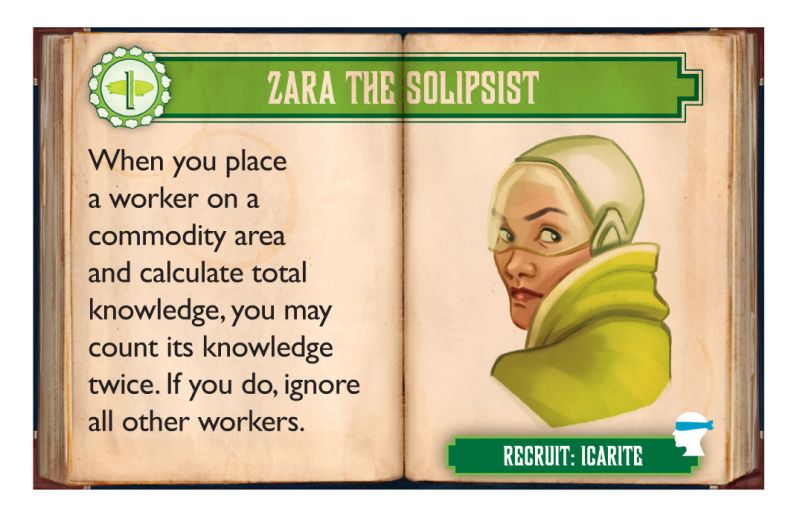 ZARA THE SOLIPSIST
When you place
a worker on a
commodity area
and calculate total
knowledge, you may
count its knowledge
twice. If you do, ignore
all other workers.
RECRUIT: ICARITE